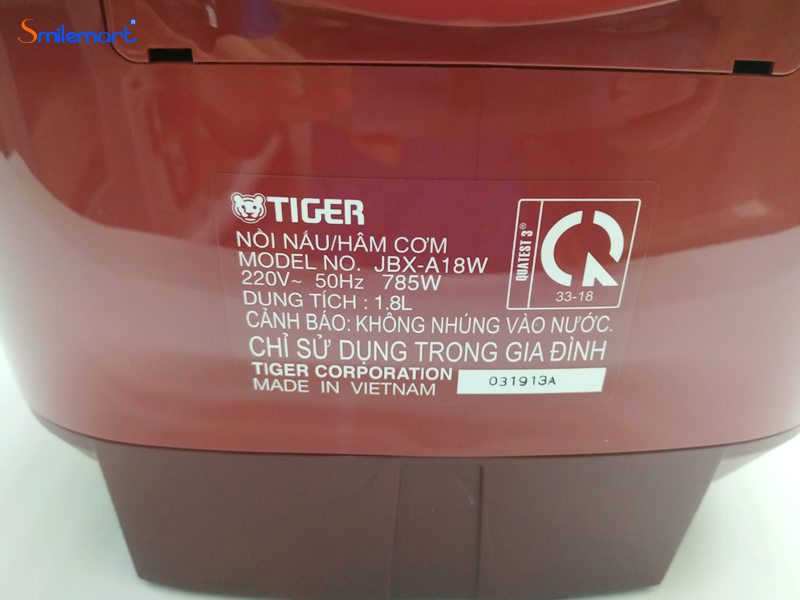 Smilemart®
TIGER
NỒI NẤU/HÂM CƠM
MODEL NO. JBX-A18W
220V~ 50Hz 785W
DUNG TÍCH : 1.8L
CẢNH BÁO: KHÔNG NHÚNG VÀO NƯỚC.
CHỈ SỬ DỤNG TRONG GIA ĐÌNH
TIGER CORPORATION
MADE IN VIETNAM
031913A
QUATEST 3®
33-18